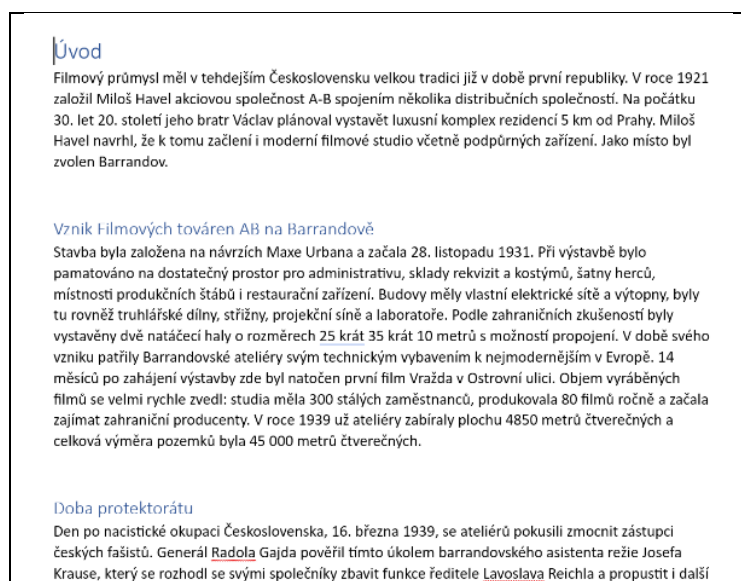 Úvod
Filmový průmysl měl v tehdejším Československu velkou tradici již v době první republiky. V roce 1921
založil Miloš Havel akciovou společnost A-B spojením několika distribučních společností. Na počátku
30. let 20. století jeho bratr Václav plánoval vystavět luxusní komplex rezidencí 5 km od Prahy. Miloš
Havel navrhl, že k tomu začlení i moderní filmové studio včetně podpůrných zařízení. Jako místo byl
zvolen Barrandov.
Vznik Filmových továren AB na Barrandově
Stavba byla založena na návrzích Maxe Urbana a začala 28. listopadu 1931. Při výstavbě bylo
pamatováno na dostatečný prostor pro administrativu, sklady rekvizit a kostýmů, šatny herců,
místnosti produkčních štábů i restaurační zařízení. Budovy měly vlastní elektrické sítě a výtopny, byly
tu rovněž truhlářské dílny, střižny, projekční síně a laboratoře. Podle zahraničních zkušeností byly
vystavěny dvě natáčecí haly o rozměrech 25 krát 35 krát 10 metrů s možností propojení. V době svého
vzniku patřily Barrandovské ateliéry svým technickým vybavením k nejmodernějším v Evropě. 14
měsíců po zahájení výstavby zde byl natočen první film Vražda v Ostrovní ulici. Objem vyráběných
filmů se velmi rychle zvedl: studia měla 300 stálých zaměstnanců, produkovala 80 filmů ročně a začala
zajímat zahraniční producenty. V roce 1939 už ateliéry zabíraly plochu 4850 metrů čtverečných a
celková výměra pozemků byla 45 000 metrů čtverečných.
Doba protektorátu
Den po nacistické okupaci Československa, 16. března 1939, se ateliérů pokusili zmocnit zástupci
českých fašistů. Generál Radola Gajda pověřil tímto úkolem barrandovského asistenta režie Josefa
Krause, který se rozhodl se svými společníky zbavit funkce ředitele Lavoslava Reichla a propustit i další